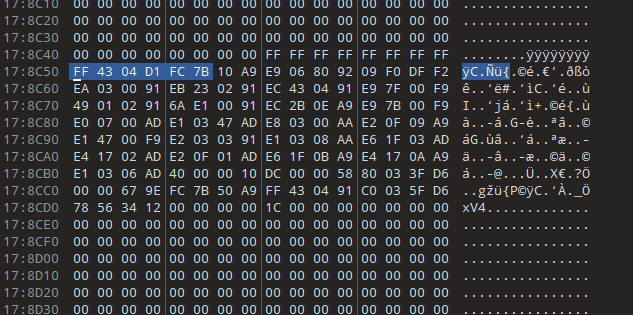 17:8C10 00 00 00 00 00 00 00 00 00 00 00 00 00 00 00 00 ................
17:8C20 00 00 00 00 00 00 00 00 00 00 00 00 00 00 00 00 ................
17:8C30 00 00 00 00 00 00 00 00 00 00 00 00 00 00 00 00 ................
17:8C40 00 00 00 00 00 00 00 00 FF FF FF FF FF FF FF FF ........ÿÿÿÿÿÿÿÿ
17:8C50 FF 43 04 D1 FC 7B 10 A9 E9 06 80 92 09 F0 DF F2 ÿC.Ñü{.©é.€’.ðßò
17:8C60 EA 03 00 91 EB 23 02 91 EC 43 04 91 E9 7F 00 F9 ê..‘ë#.‘ìC.‘é..ù
17:8C70 49 01 02 91 6A E1 00 91 EC 2B 0E A9 E9 7B 00 F9 I..‘já.‘ì+.©é{.ù
17:8C80 E0 07 00 AD E1 03 47 AD E8 03 00 AA E2 0F 09 A9 à..-á.G-è..ªâ..©
17:8C90 E1 47 00 F9 E2 03 03 91 E1 03 08 AA E6 1F 03 AD áG.ùâ..‘á..ªæ..-
17:8CA0 E4 17 02 AD E2 0F 01 AD E6 1F 0B A9 E4 17 0A A9 ä..-â..-æ..©ä..©
17:8CB0 E1 03 06 AD 40 00 00 10 DC 00 00 58 80 03 3F D6 á..-@...Ü..X€.?Ö
17:8CC0 00 00 67 9E FC 7B 50 A9 FF 43 04 91 C0 03 5F D6 ..gžü{P©ÿC.‘À._Ö
17:8CD0 78 56 34 12 00 00 00 00 1C 00 00 00 00 00 00 00 xV4.............
17:8CE0 00 00 00 00 00 00 00 00 00 00 00 00 00 00 00 00 ................
17:8CF0 00 00 00 00 00 00 00 00 00 00 00 00 00 00 00 00 ................
17:8D00 00 00 00 00 00 00 00 00 00 00 00 00 00 00 00 00 ................
17:8D10 00 00 00 00 00 00 00 00 00 00 00 00 00 00 00 00 ................
17:8D20 00 00 00 00 00 00 00 00 00 00 00 00 00 00 00 00 ................
17:8D30 00 00 00 00 00 00 00 00 00 00 00 00 00 00 00 00 ................